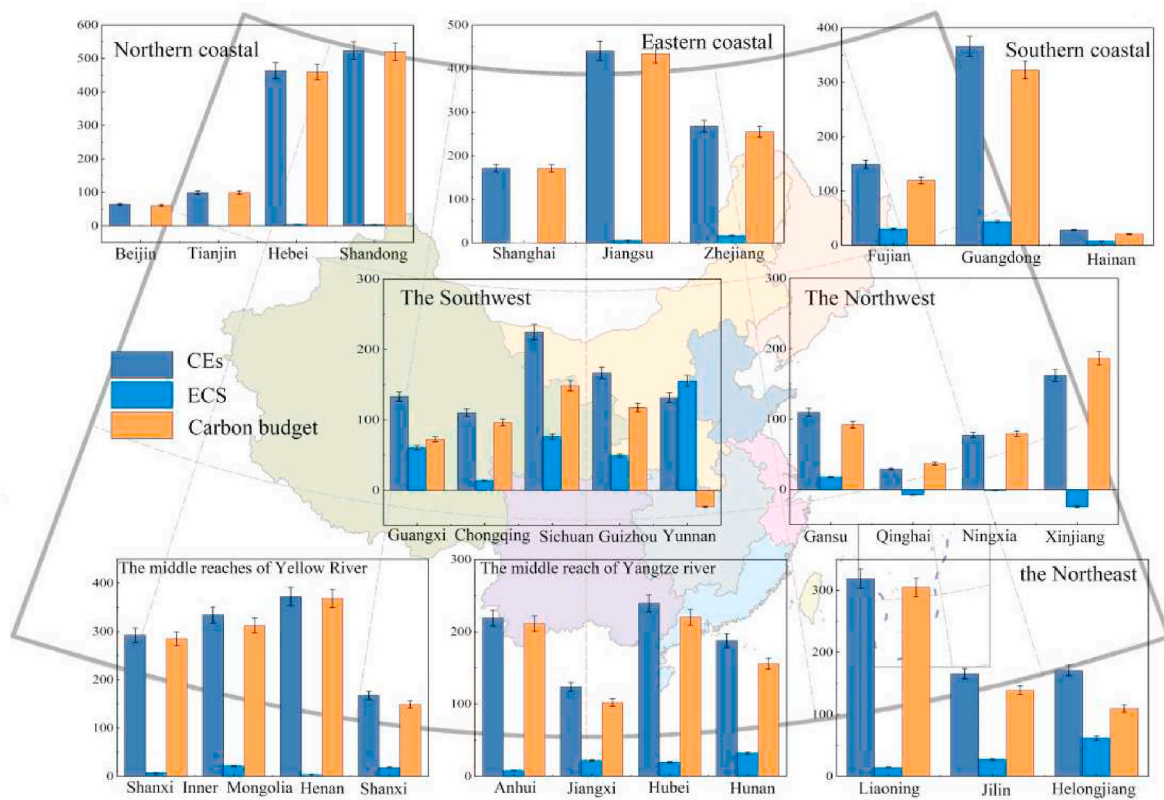 Northern coastal
600
500
400
300
200
100
0
Beijin Tianjin Hebei Shandong
Eastern coastal
500
400
300
200
100
0
Shanghai Jiangsu Zhejiang
Southern coastal
400
300
200
100
0
Fujian Guangdong Hainan
CEs
ECS
Carbon budget
The Southwest
300
200
100
0
Guangxi Chongqing Sichuan Guizhou Yunnan
The Northwest
300
200
100
0
Gansu Qinghai Ningxia Xinjiang
The middle reaches of Yellow River
400
300
200
100
0
Shanxi Inner Mongolia Henan Shanxi
The middle reach of Yangtze river
300
200
100
0
Anhui Jiangxi Hubei Hunan
the Northeast
300
200
100
0
Liaoning Jilin Helongjiang